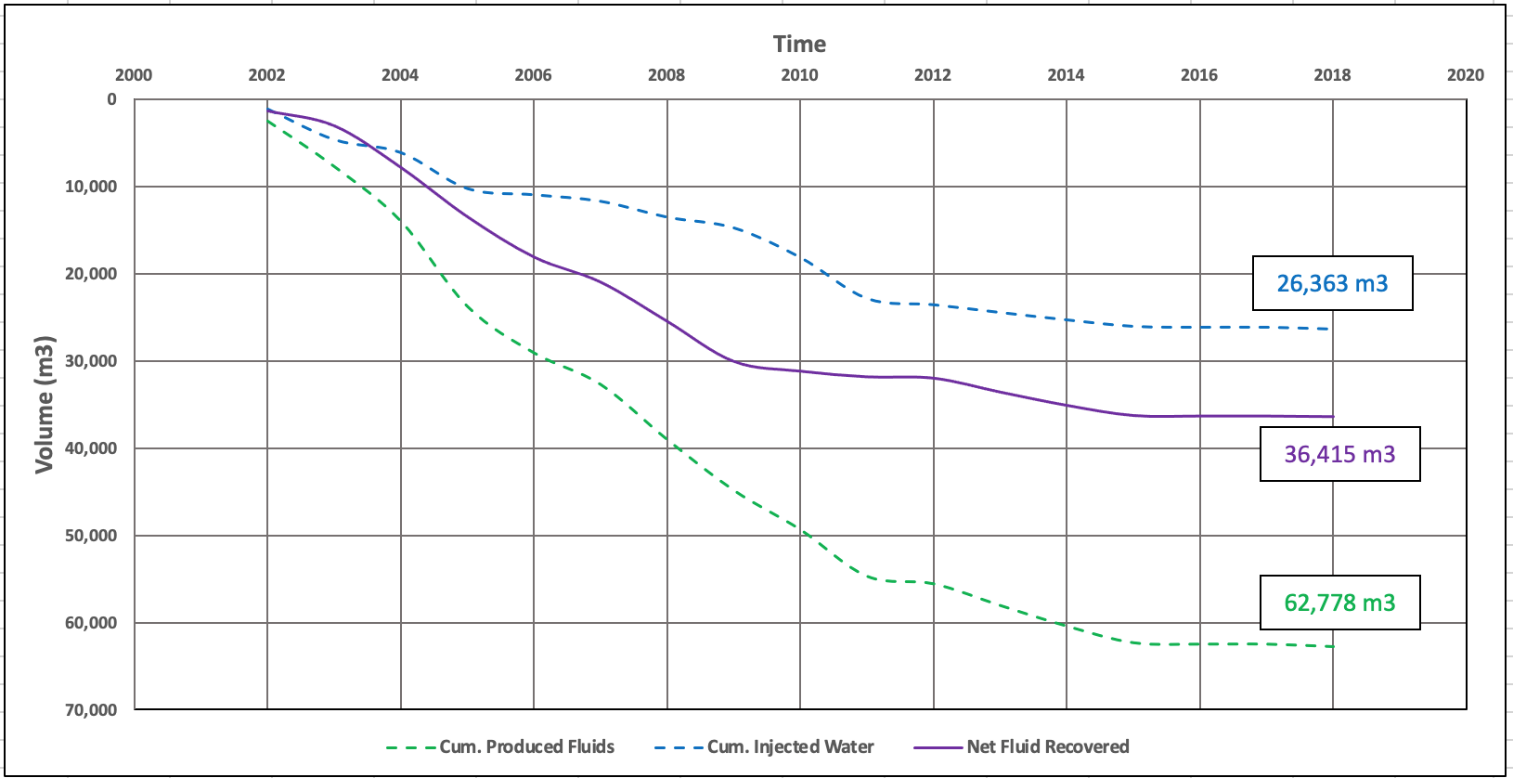 Time
2000 2002 2004 2006 2008 2010 2012 2014 2016 2018 2020
0
10,000
20,000
26,363 m3
30,000
Volume (m3)
40,000
36,415 m3
50,000
60,000
62,778 m3
70,000
Cum. Produced Fluids Cum. Injected Water Net Fluid Recovered